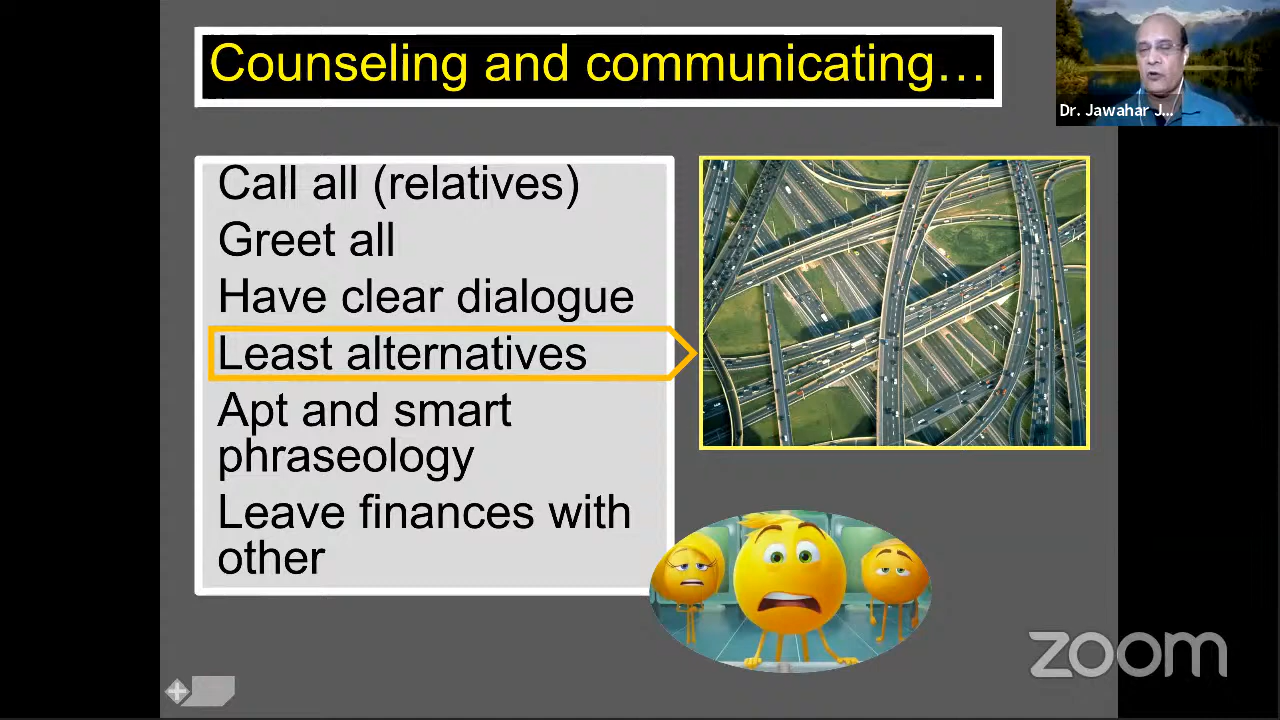 Counseling and communicating…
Dr. Jawahar J...
Call all (relatives)
Greet all
Have clear dialogue
Least alternatives
Apt and smart
phraseology
Leave finances with
other
zoom